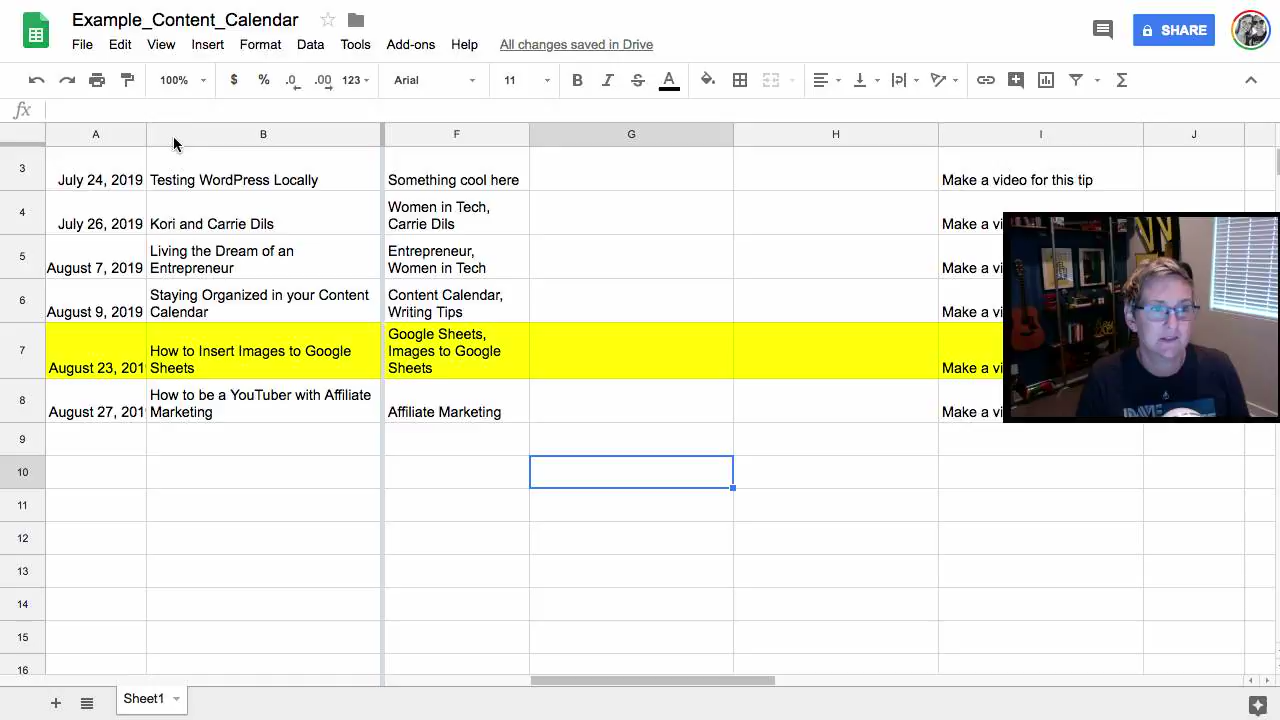 Example_Content_Calendar
File Edit View Insert Format Data Tools Add-ons Help All changes saved in Drive
SHARE
100% $ % .0 .00 123 Arial 11 B I S A
fx
A B F G H I J
3 July 24, 2019 Testing WordPress Locally Something cool here Make a video for this tip
4 July 26, 2019 Kori and Carrie Dils Women in Tech,
Carrie Dils Make a vi
5 August 7, 2019 Living the Dream of an
Entrepreneur Entrepreneur,
Women in Tech Make a vi
6 August 9, 2019 Staying Organized in your Content
Calendar Content Calendar,
Writing Tips Make a vi
7 August 23, 201 How to Insert Images to Google
Sheets Google Sheets,
Images to Google
Sheets Make a vi
8 August 27, 201 How to be a YouTuber with Affiliate
Marketing Affiliate Marketing Make a vi
9
10
11
12
13
14
15
16
Sheet1